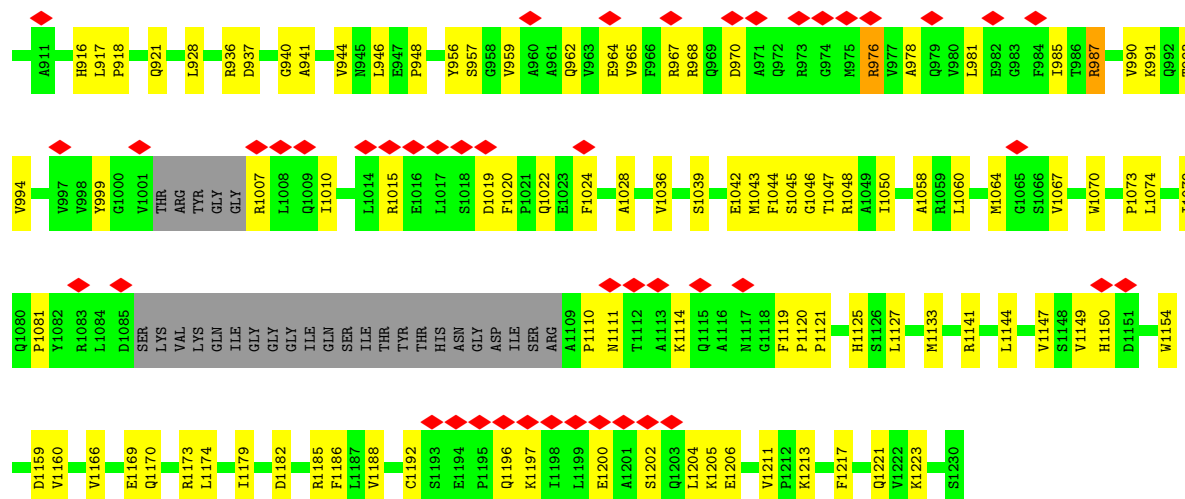 A911 H916 L917 P918 Q921 L928 R936 D937 G940 A941 V944 N945 L946 E947 P948 Y956 S957 G958 V959 A960 A961 Q962 V963 E964 V965 F966 R967 R968 Q969 D970 A971 Q972 R973 G974 M975 R976 V977 A978 Q979 V980 L981 E982 G983 F984 I985 T986 R987 V990 K991 Q992
V994 V997 V998 Y999 G1000 V1001 THR ARG TYR GLY GLY R1007 L1008 Q1009 I1010 L1014 R1015 E1016 L1017 S1018 D1019 F1020 P1021 Q1022 E1023 F1024 A1028 V1036 S1039 E1042 M1043 F1044 S1045 G1046 T1047 R1048 A1049 I1050 A1058 R1059 L1060 M1064 G1065 S1066 V1067 W1070 P1073 L1074
Q1080 P1081 Y1082 R1083 L1084 D1085 SER LYS VAL LYS GLN ILE GLY GLY GLY ILE GLN SER ILE THR TYR THR HIS ASN GLY ASP ILE SER ARG A1109 P1110 N1111 T1112 A1113 K1114 Q1115 A1116 N1117 G1118 F1119 P1120 P1121 H1125 S1126 L1127 M1133 R1141 L1144 V1147 S1148 V1149 H1150 D1151 W1154
D1159 V1160 V1166 E1169 Q1170 R1173 L1174 I1179 D1182 R1185 F1186 L1187 V1188 C1192 S1193 E1194 P1195 Q1196 K1197 I1198 L1199 E1200 A1201 S1202 Q1203 L1204 K1205 E1206 V1211 P1212 K1213 F1217 Q1221 V1222 K1223 S1230